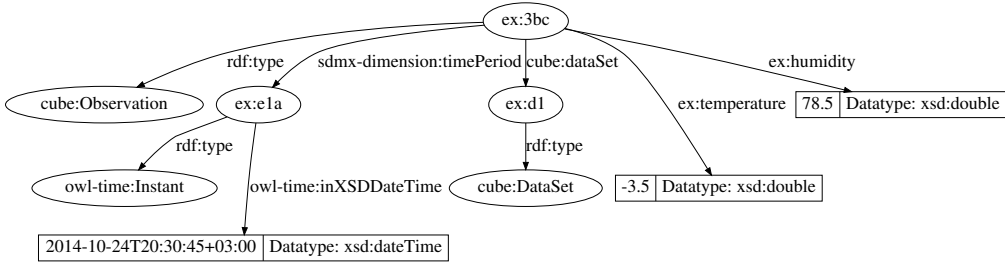 ex:3bc
rdf:type
sdmx-dimension:timePeriod
cube:dataSet
ex:humidity
cube:Observation
ex:e1a
ex:d1
ex:temperature
78.5 Datatype: xsd:double
rdf:type
rdf:type
owl-time:Instant
owl-time:inXSDDateTime
cube:DataSet
-3.5 Datatype: xsd:double
2014-10-24T20:30:45+03:00 Datatype: xsd:dateTime